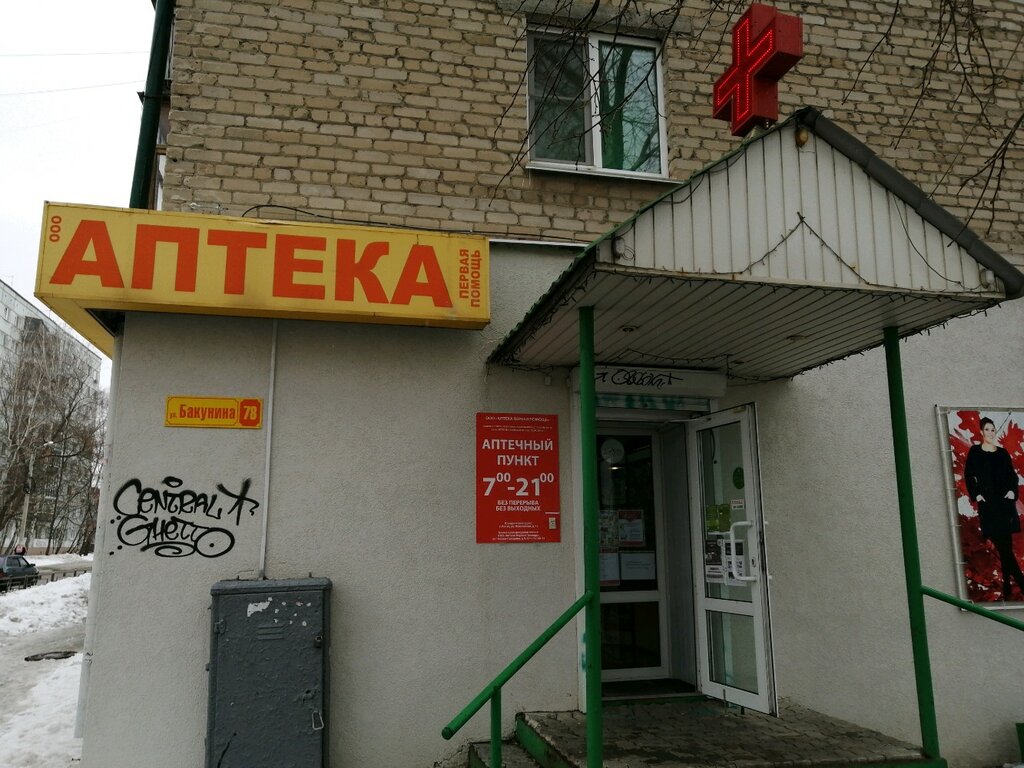 ООО
АПТЕКА
ПЕРВАЯ
ПОМОЩЬ
ул. Бакунина 78
CENTRAL
GHETTO
АПТЕЧНЫЙ
ПУНКТ
7⁰⁰-21⁰⁰
БЕЗ ПЕРЕРЫВА
БЕЗ ВЫХОДНЫХ